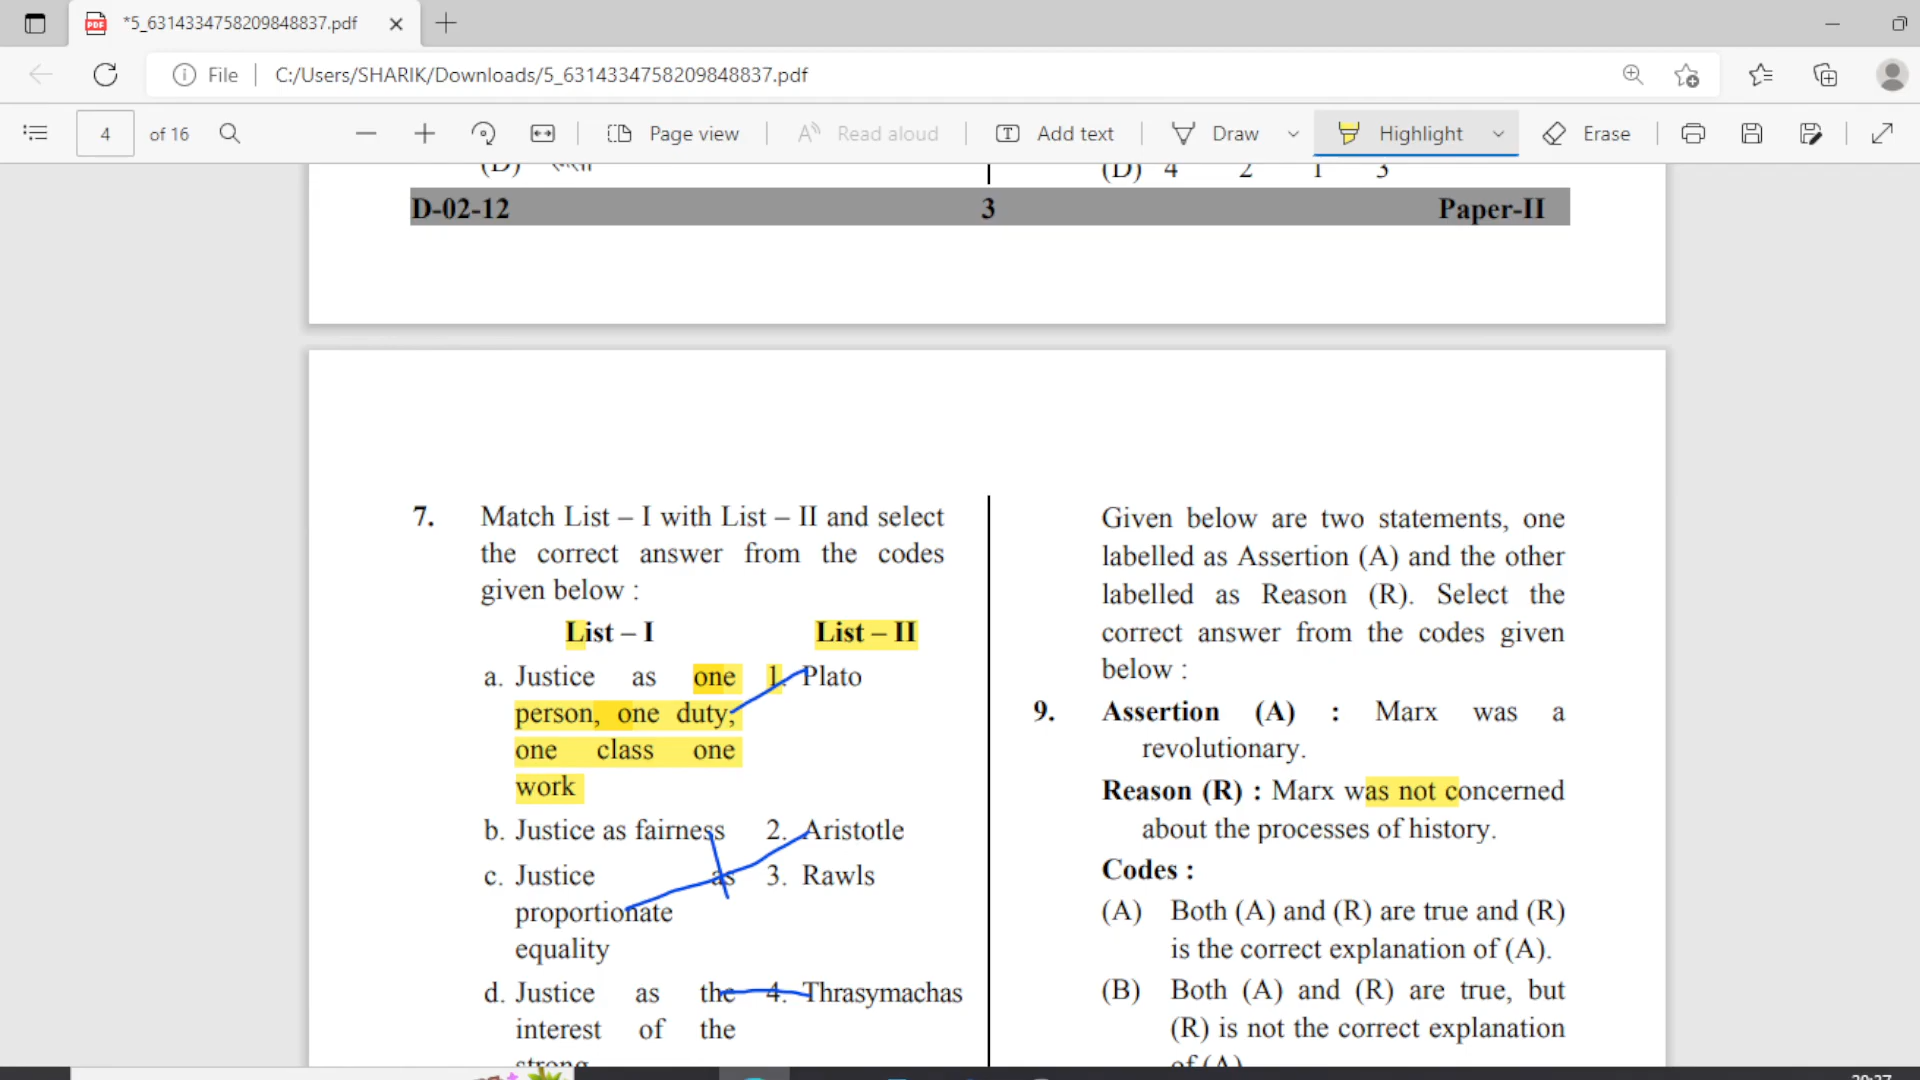 *5_6314334758209848837.pdf
File
C:/Users/SHARIK/Downloads/5_6314334758209848837.pdf
4 of 16
Page view
Read aloud
Add text
Draw
Highlight
Erase
(D)
(D) 4 2 1 3
D-02-12 3 Paper-II
7. Match List – I with List – II and select
the correct answer from the codes
given below :
List – I List – II
a. Justice as one 1. Plato
person, one duty,
one class one
work
b. Justice as fairness 2. Aristotle
c. Justice as 3. Rawls
proportionate
equality
d. Justice as the 4. Thrasymachas
interest of the
strong
Given below are two statements, one
labelled as Assertion (A) and the other
labelled as Reason (R). Select the
correct answer from the codes given
below :
9. Assertion (A) : Marx was a
revolutionary.
Reason (R) : Marx was not concerned
about the processes of history.
Codes :
(A) Both (A) and (R) are true and (R)
is the correct explanation of (A).
(B) Both (A) and (R) are true, but
(R) is not the correct explanation
of (A)